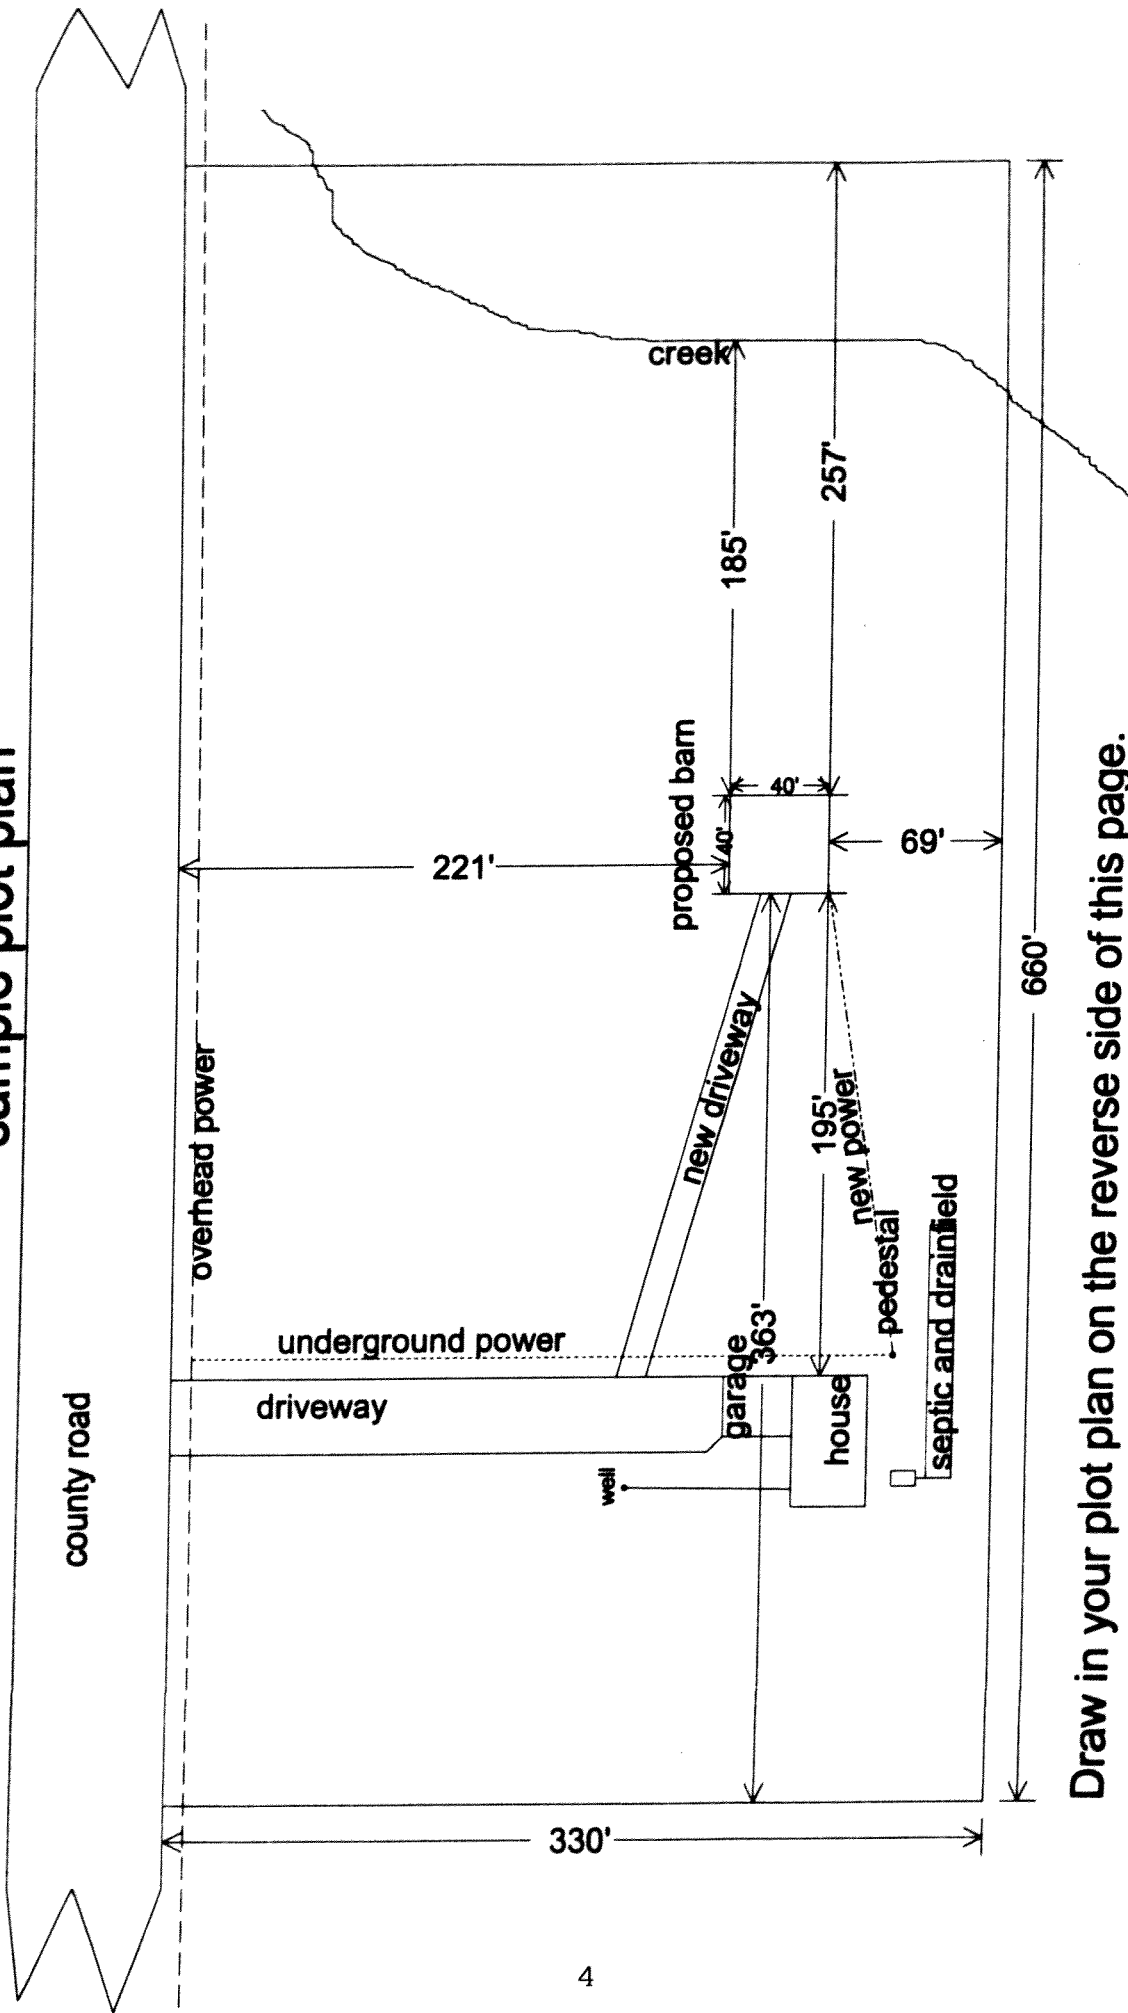 sample plot plan
county road
overhead power
underground power
driveway
new driveway
proposed barn
creek
221'
40'
40'
185'
257'
69'
660'
363'
195'
new power
pedestal
garage
house
well
septic and drainfield
330'
Draw in your plot plan on the reverse side of this page.
4